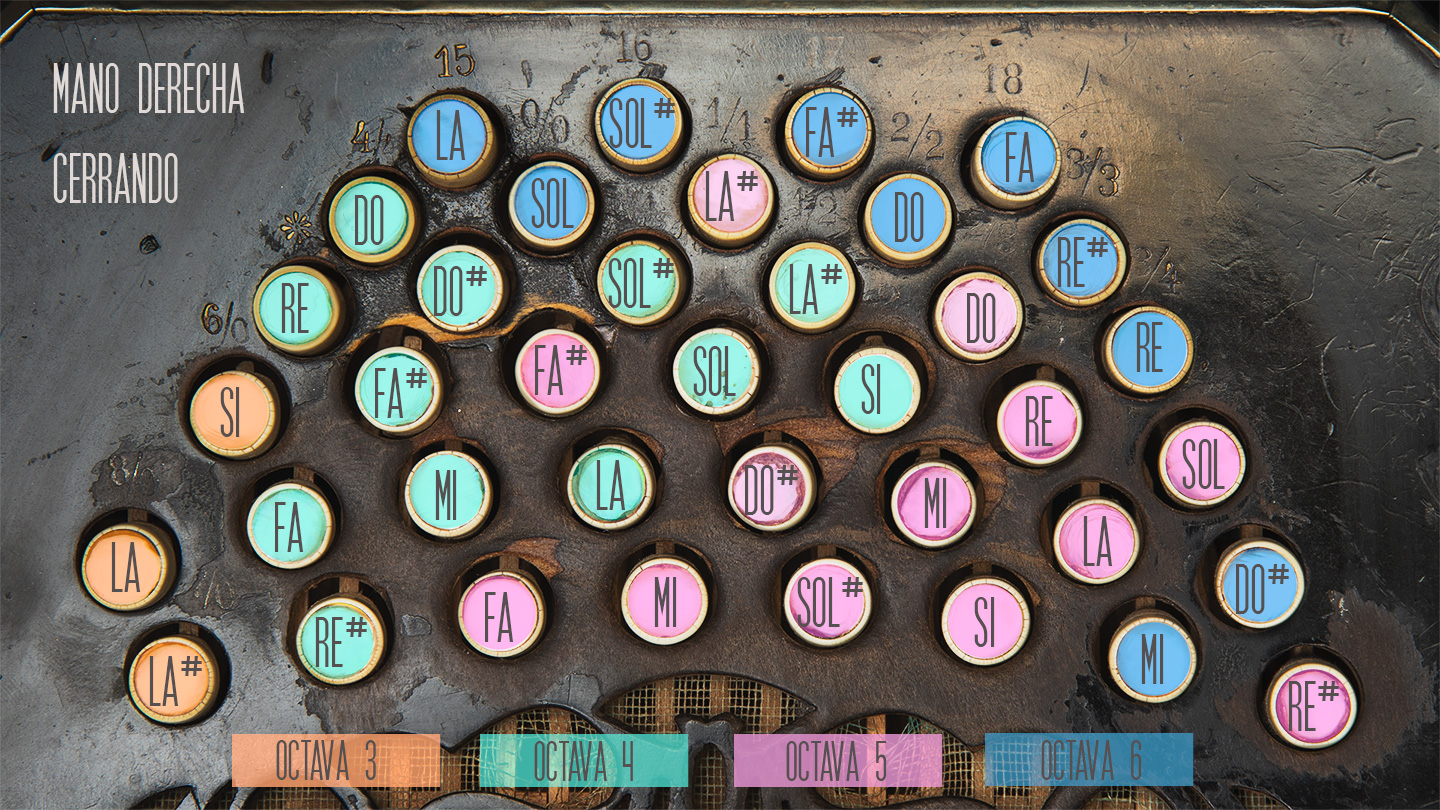 MANO DERECHA
CERRANDO
15 16 17 18
4/ 0/0 1/1 2/2 3/3
LA SOL# FA# FA
DO SOL LA# DO RE#
RE DO# SOL# LA# DO RE
6/0
SI FA# FA# SOL SI RE SOL
FA MI LA DO# MI LA DO#
LA
RE# FA MI SOL# SI MI
LA# RE#
OCTAVA 3 OCTAVA 4 OCTAVA 5 OCTAVA 6